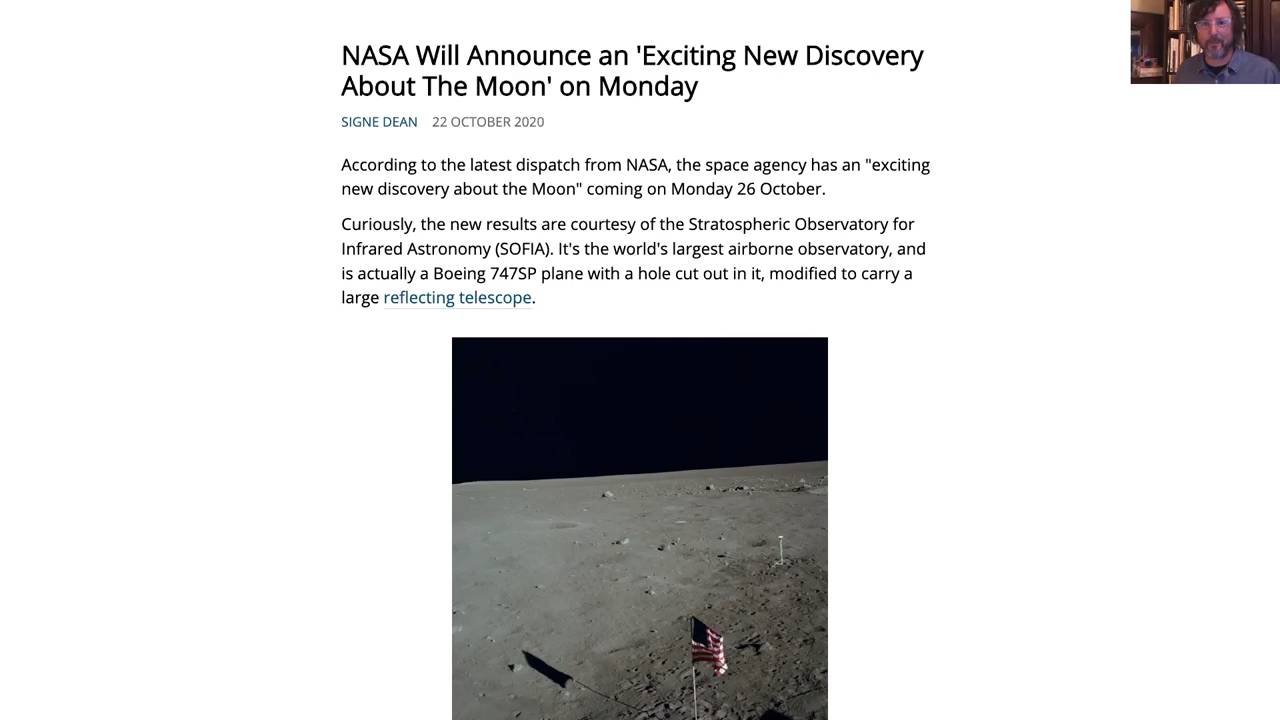 NASA Will Announce an 'Exciting New Discovery
About The Moon' on Monday
SIGNE DEAN 22 OCTOBER 2020
According to the latest dispatch from NASA, the space agency has an "exciting
new discovery about the Moon" coming on Monday 26 October.
Curiously, the new results are courtesy of the Stratospheric Observatory for
Infrared Astronomy (SOFIA). It's the world's largest airborne observatory, and
is actually a Boeing 747SP plane with a hole cut out in it, modified to carry a
large reflecting telescope.